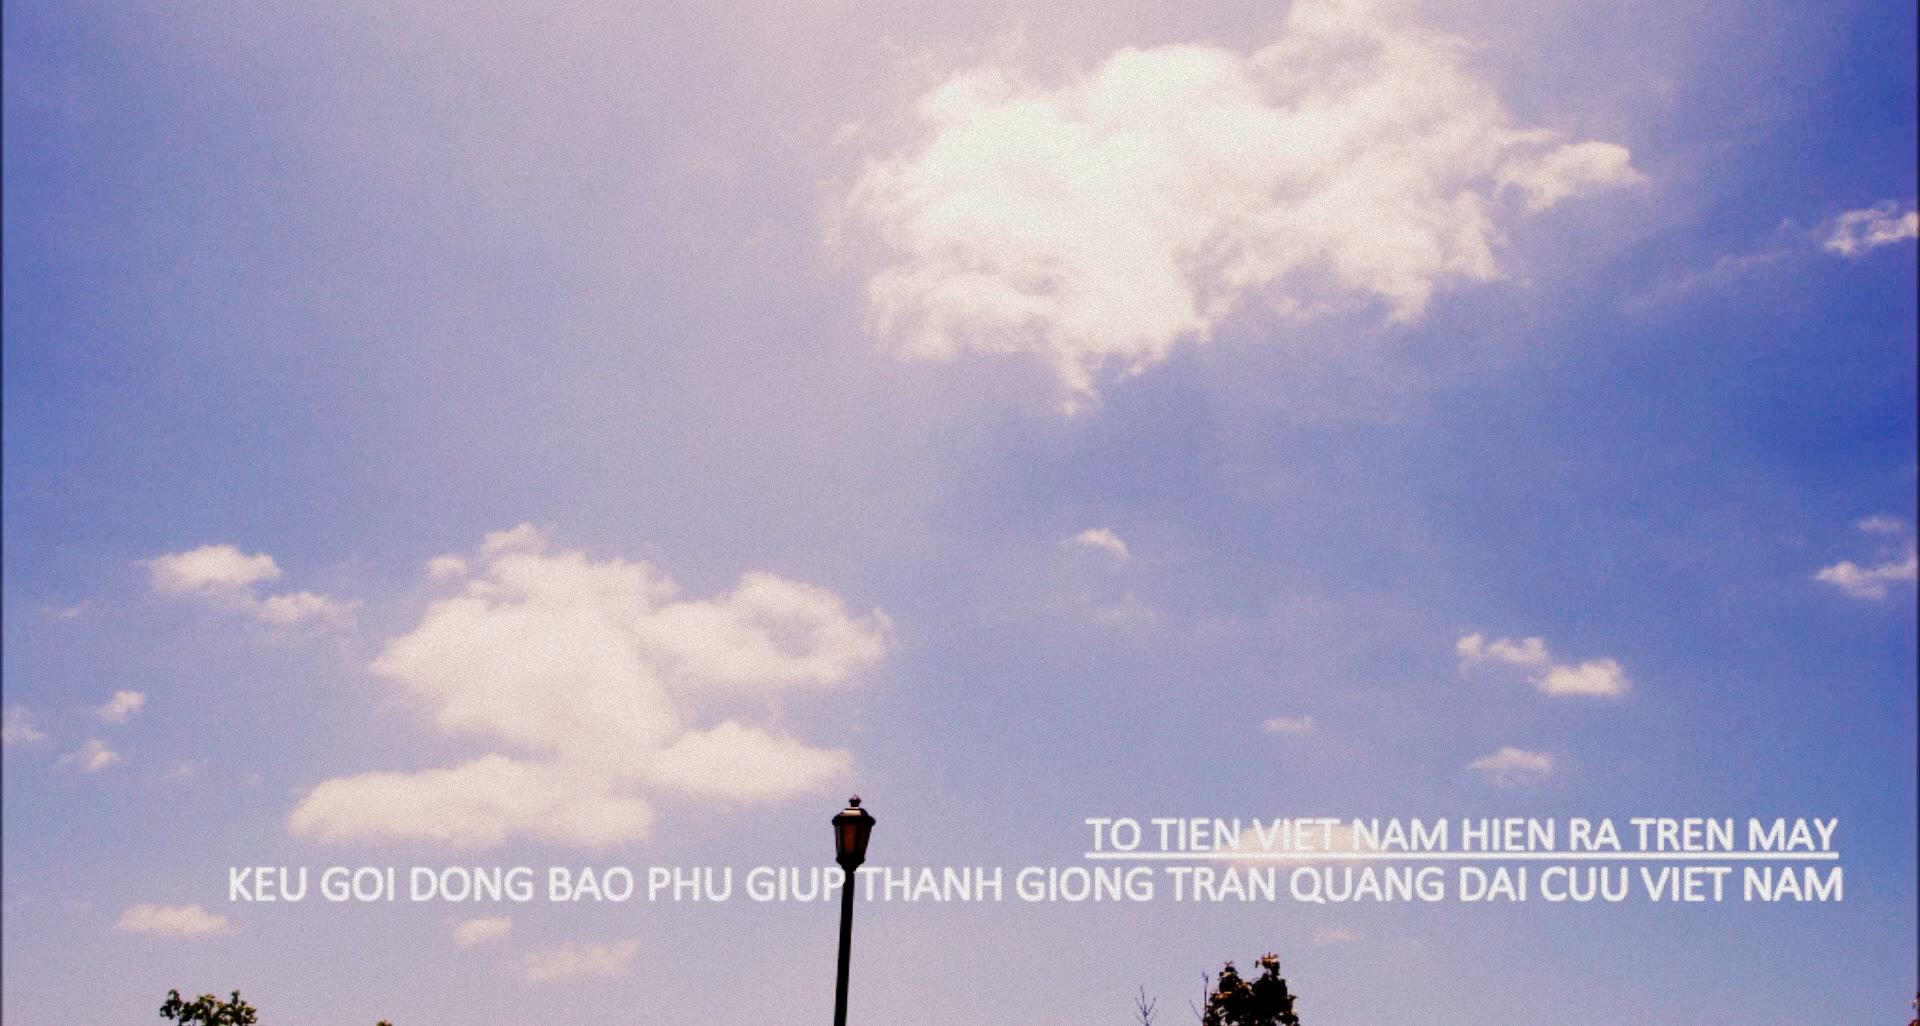 TO TIEN VIET NAM HIEN RA TREN MAY
KEU GOI DONG BAO PHU GIUP THANH GIONG TRAN QUANG DAI CUU VIET NAM